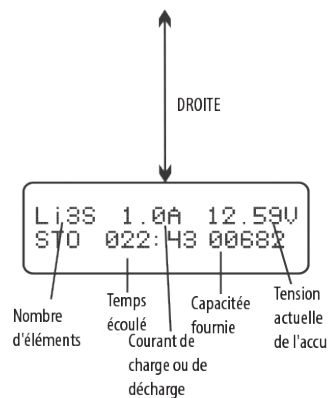 DROITE
Li3S 1.0A 12.59V
STO 022:43 00682
Nombre
d'éléments
Temps
écoulé
Courant de
charge ou de
décharge
Capacitée
fournie
Tension
actuelle
de l'accu